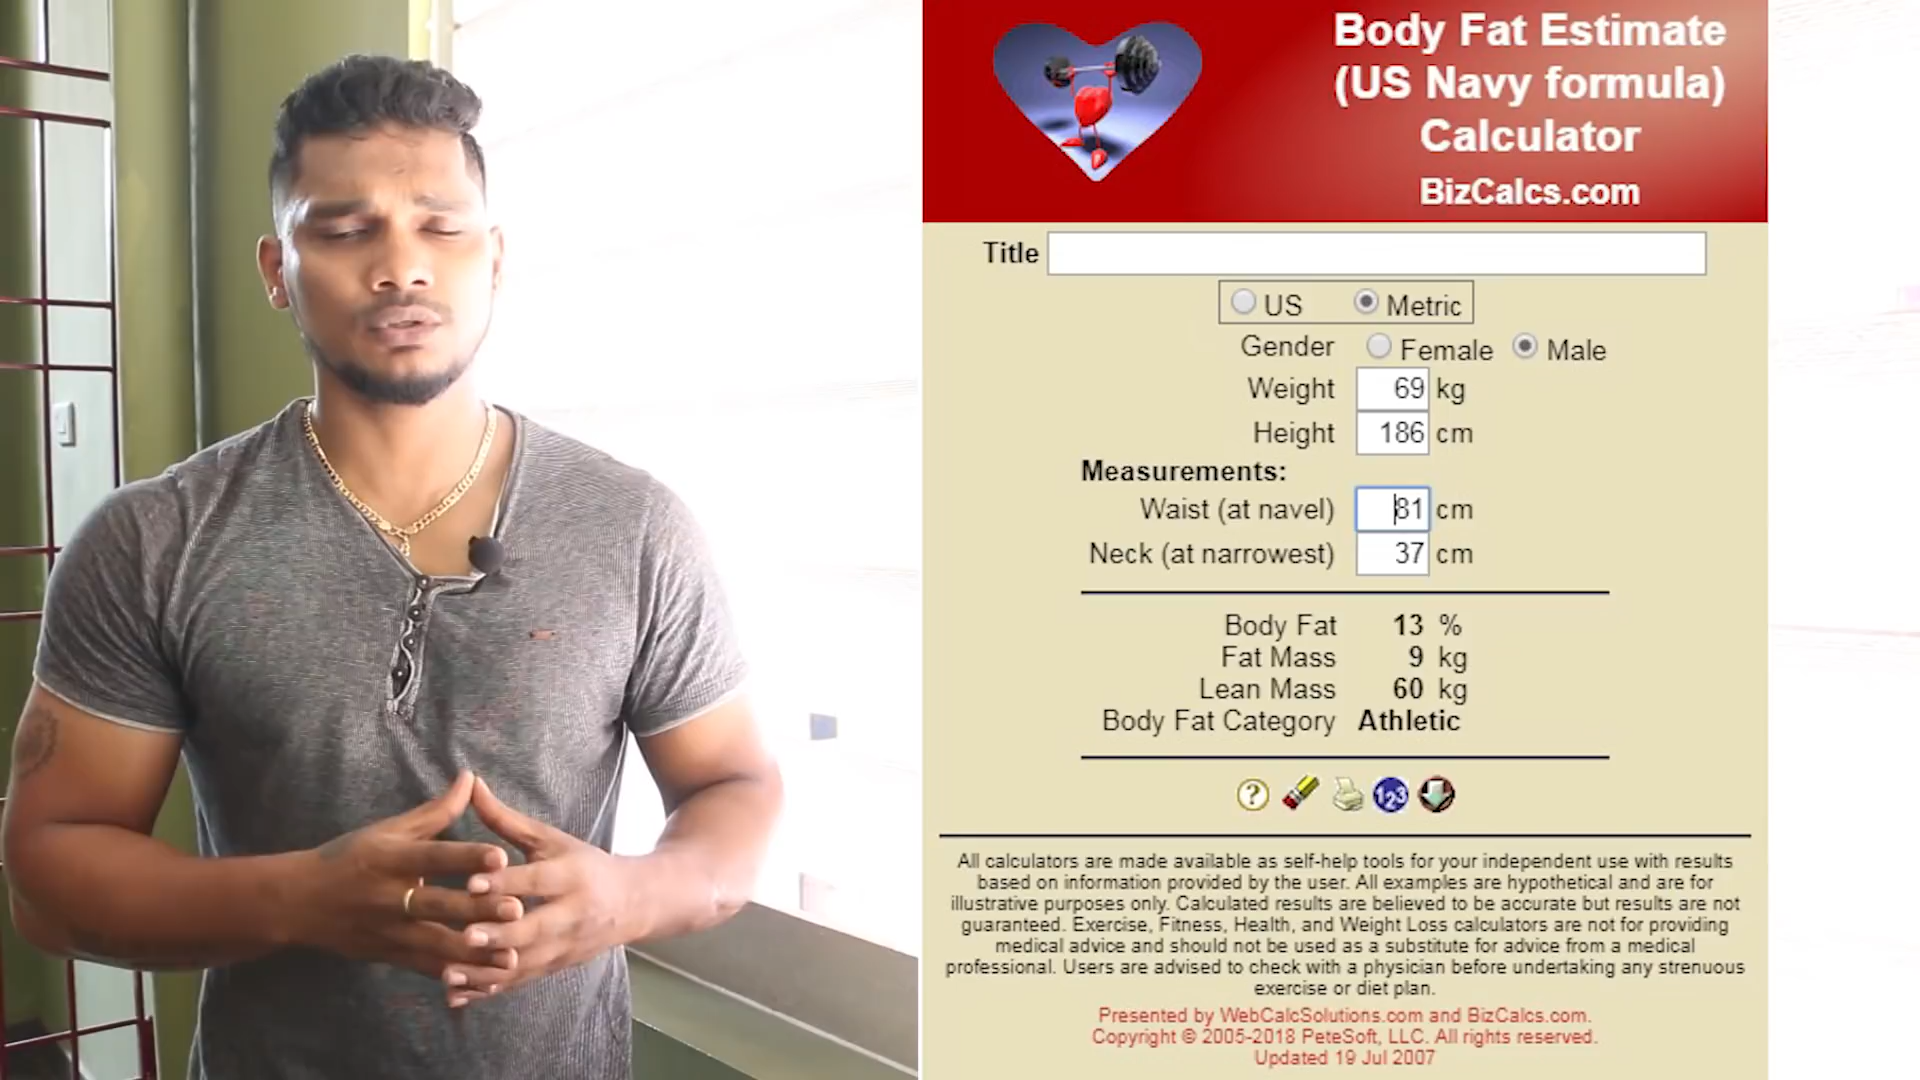 Body Fat Estimate
(US Navy formula)
Calculator
BizCalcs.com
Title
US Metric
Gender Female Male
Weight 69 kg
Height 186 cm
Measurements:
Waist (at navel) 81 cm
Neck (at narrowest) 37 cm
Body Fat 13 %
Fat Mass 9 kg
Lean Mass 60 kg
Body Fat Category Athletic
?
123
All calculators are made available as self-help tools for your independent use with results
based on information provided by the user. All examples are hypothetical and are for
illustrative purposes only. Calculated results are believed to be accurate but results are not
guaranteed. Exercise, Fitness, Health, and Weight Loss calculators are not for providing
medical advice and should not be used as a substitute for advice from a medical
professional. Users are advised to check with a physician before undertaking any strenuous
exercise or diet plan.
Presented by WebCalcSolutions.com and BizCalcs.com.
Copyright © 2005-2018 PeteSoft, LLC. All rights reserved.
Updated 19 Jul 2007